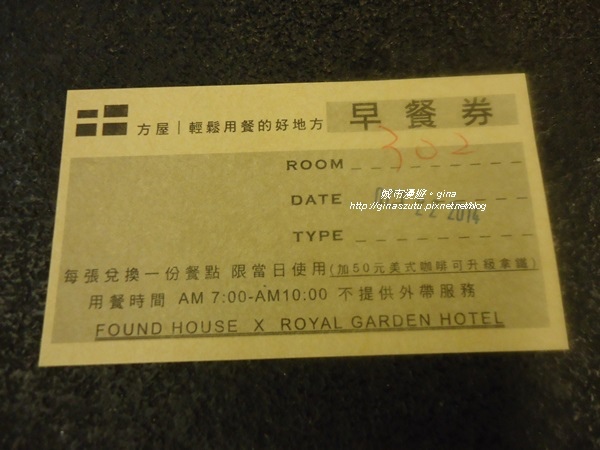 方屋|輕鬆用餐的好地方 早餐券
ROOM 302
城市漫遊。gina
DATE 22 2014
http://ginaszutu.pixnet.net/blog
TYPE
每張兌換一份餐點 限當日使用(加50元美式咖啡可升級拿鐵)
用餐時間 AM 7:00-AM10:00 不提供外帶服務
FOUND HOUSE X ROYAL GARDEN HOTEL